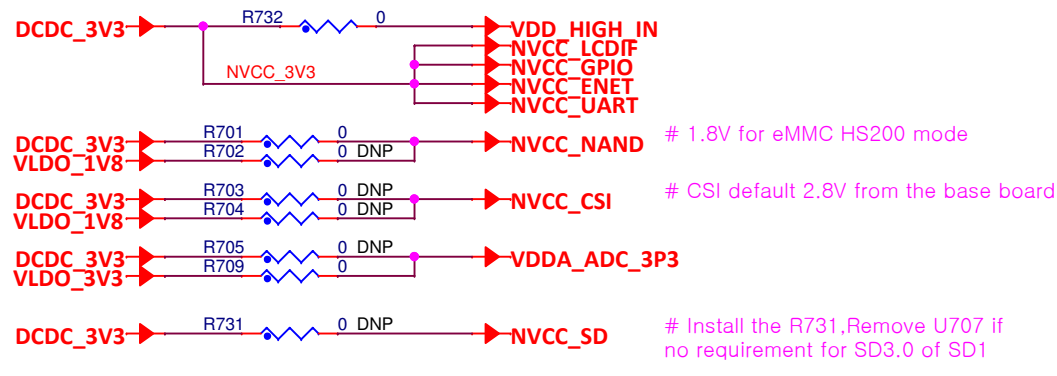 DCDC_3V3 R732 0 VDD_HIGH_IN
NVCC_LCDIF
NVCC_GPIO
NVCC_3V3 NVCC_ENET
NVCC_UART
DCDC_3V3 R701 0 NVCC_NAND # 1.8V for eMMC HS200 mode
VLDO_1V8 R702 0 DNP
DCDC_3V3 R703 0 DNP NVCC_CSI # CSI default 2.8V from the base board
VLDO_1V8 R704 0 DNP
DCDC_3V3 R705 0 DNP VDDA_ADC_3P3
VLDO_3V3 R709 0
DCDC_3V3 R731 0 DNP NVCC_SD # Install the R731,Remove U707 if
no requirement for SD3.0 of SD1